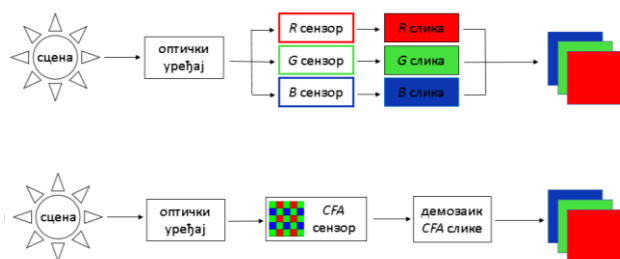 сцена
оптички
уређај
R сензор
G сензор
B сензор
R слика
G слика
B слика
сцена
оптички
уређај
CFA
сензор
демозаик
CFA слике